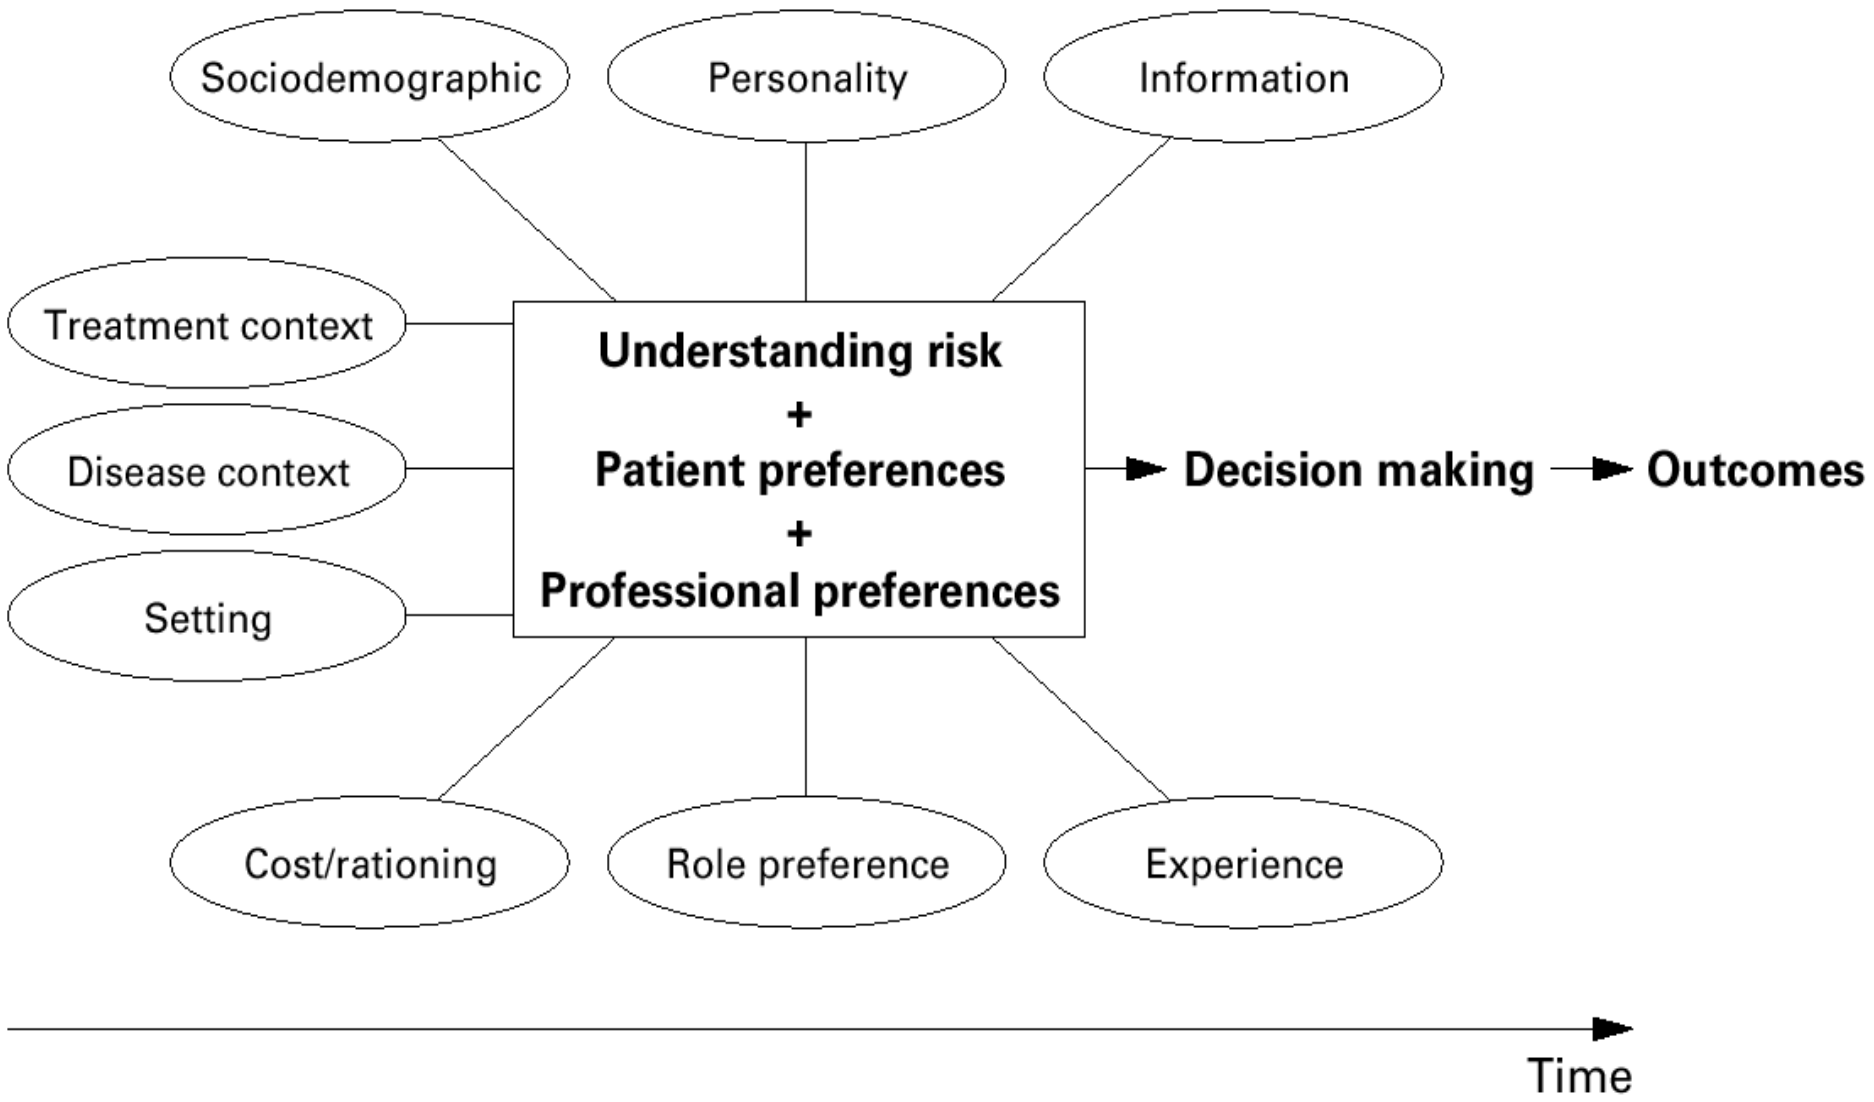 Sociodemographic
Personality
Information
Treatment context
Disease context
Setting
Understanding risk
+
Patient preferences
+
Professional preferences
Decision making
Outcomes
Cost/rationing
Role preference
Experience
Time